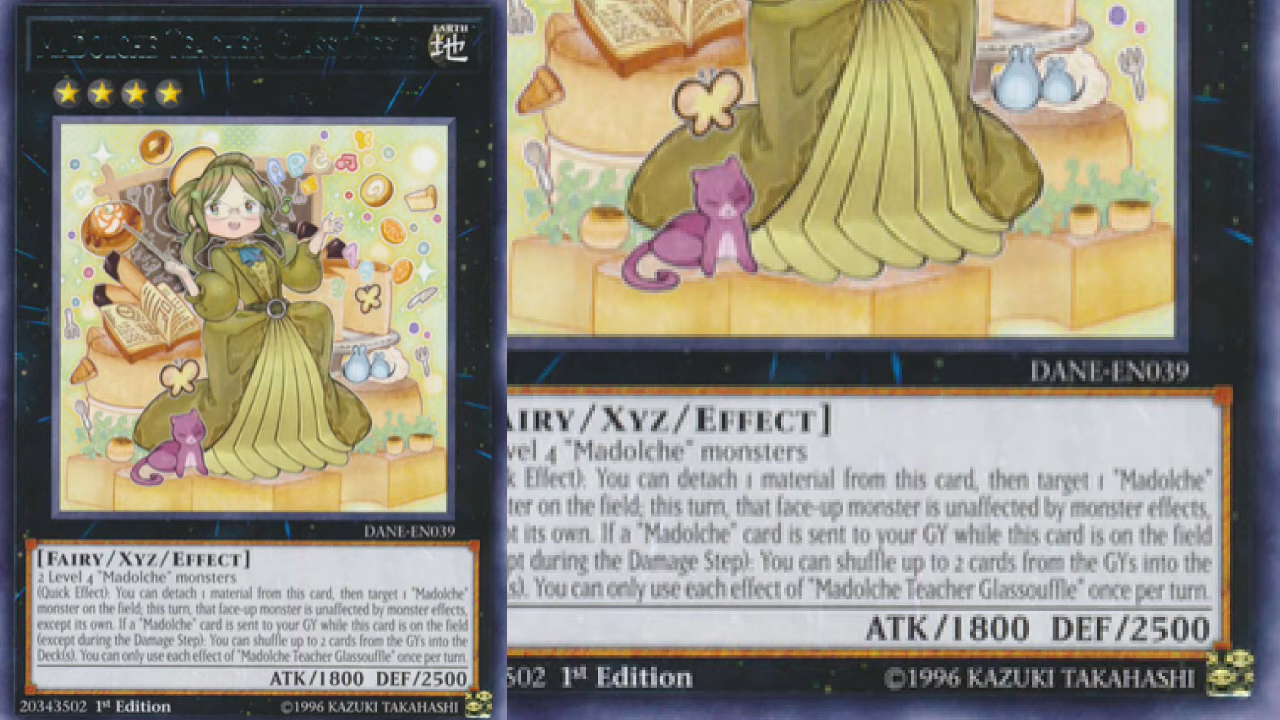 MADOLCHE TEACHER GLASSOUFFLE
EARTH
地
DANE-EN039
[FAIRY/XYZ/EFFECT]
2 Level 4 "Madolche" monsters
(Quick Effect): You can detach 1 material from this card, then target 1 "Madolche"
monster on the field; this turn, that face-up monster is unaffected by monster effects,
except its own. If a "Madolche" card is sent to your GY while this card is on the field
(except during the Damage Step): You can shuffle up to 2 cards from the GYs into the
Deck(s). You can only use each effect of "Madolche Teacher Glassouffle" once per turn.
ATK/1800 DEF/2500
20343502 1st Edition ©1996 KAZUKI TAKAHASHI
DANE-EN039
AIRY/XYZ/EFFECT]
vel 4 "Madolche" monsters
k Effect): You can detach 1 material from this card, then target 1 "Madolche"
ter on the field; this turn, that face-up monster is unaffected by monster effects,
pt its own. If a "Madolche" card is sent to your GY while this card is on the field
pt during the Damage Step): You can shuffle up to 2 cards from the GYs into the
s). You can only use each effect of "Madolche Teacher Glassouffle" once per turn.
ATK/1800 DEF/2500
502 1st Edition ©1996 KAZUKI TAKAHASHI